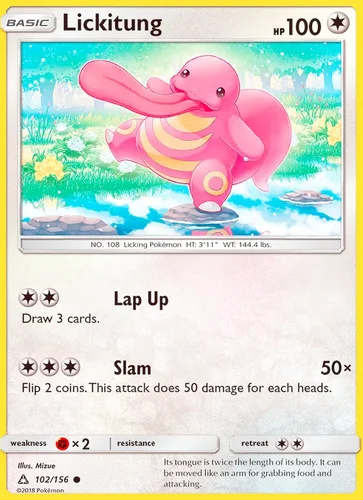 BASIC Lickitung HP 100
NO. 108 Licking Pokémon HT: 3'11" WT: 144.4 lbs.
Lap Up
Draw 3 cards.
Slam 50×
Flip 2 coins. This attack does 50 damage for each heads.
weakness × 2 resistance retreat
Illus. Mizue
102/156
©2018 Pokémon
Its tongue is twice the length of its body. It can
be moved like an arm for grabbing food and
attacking.